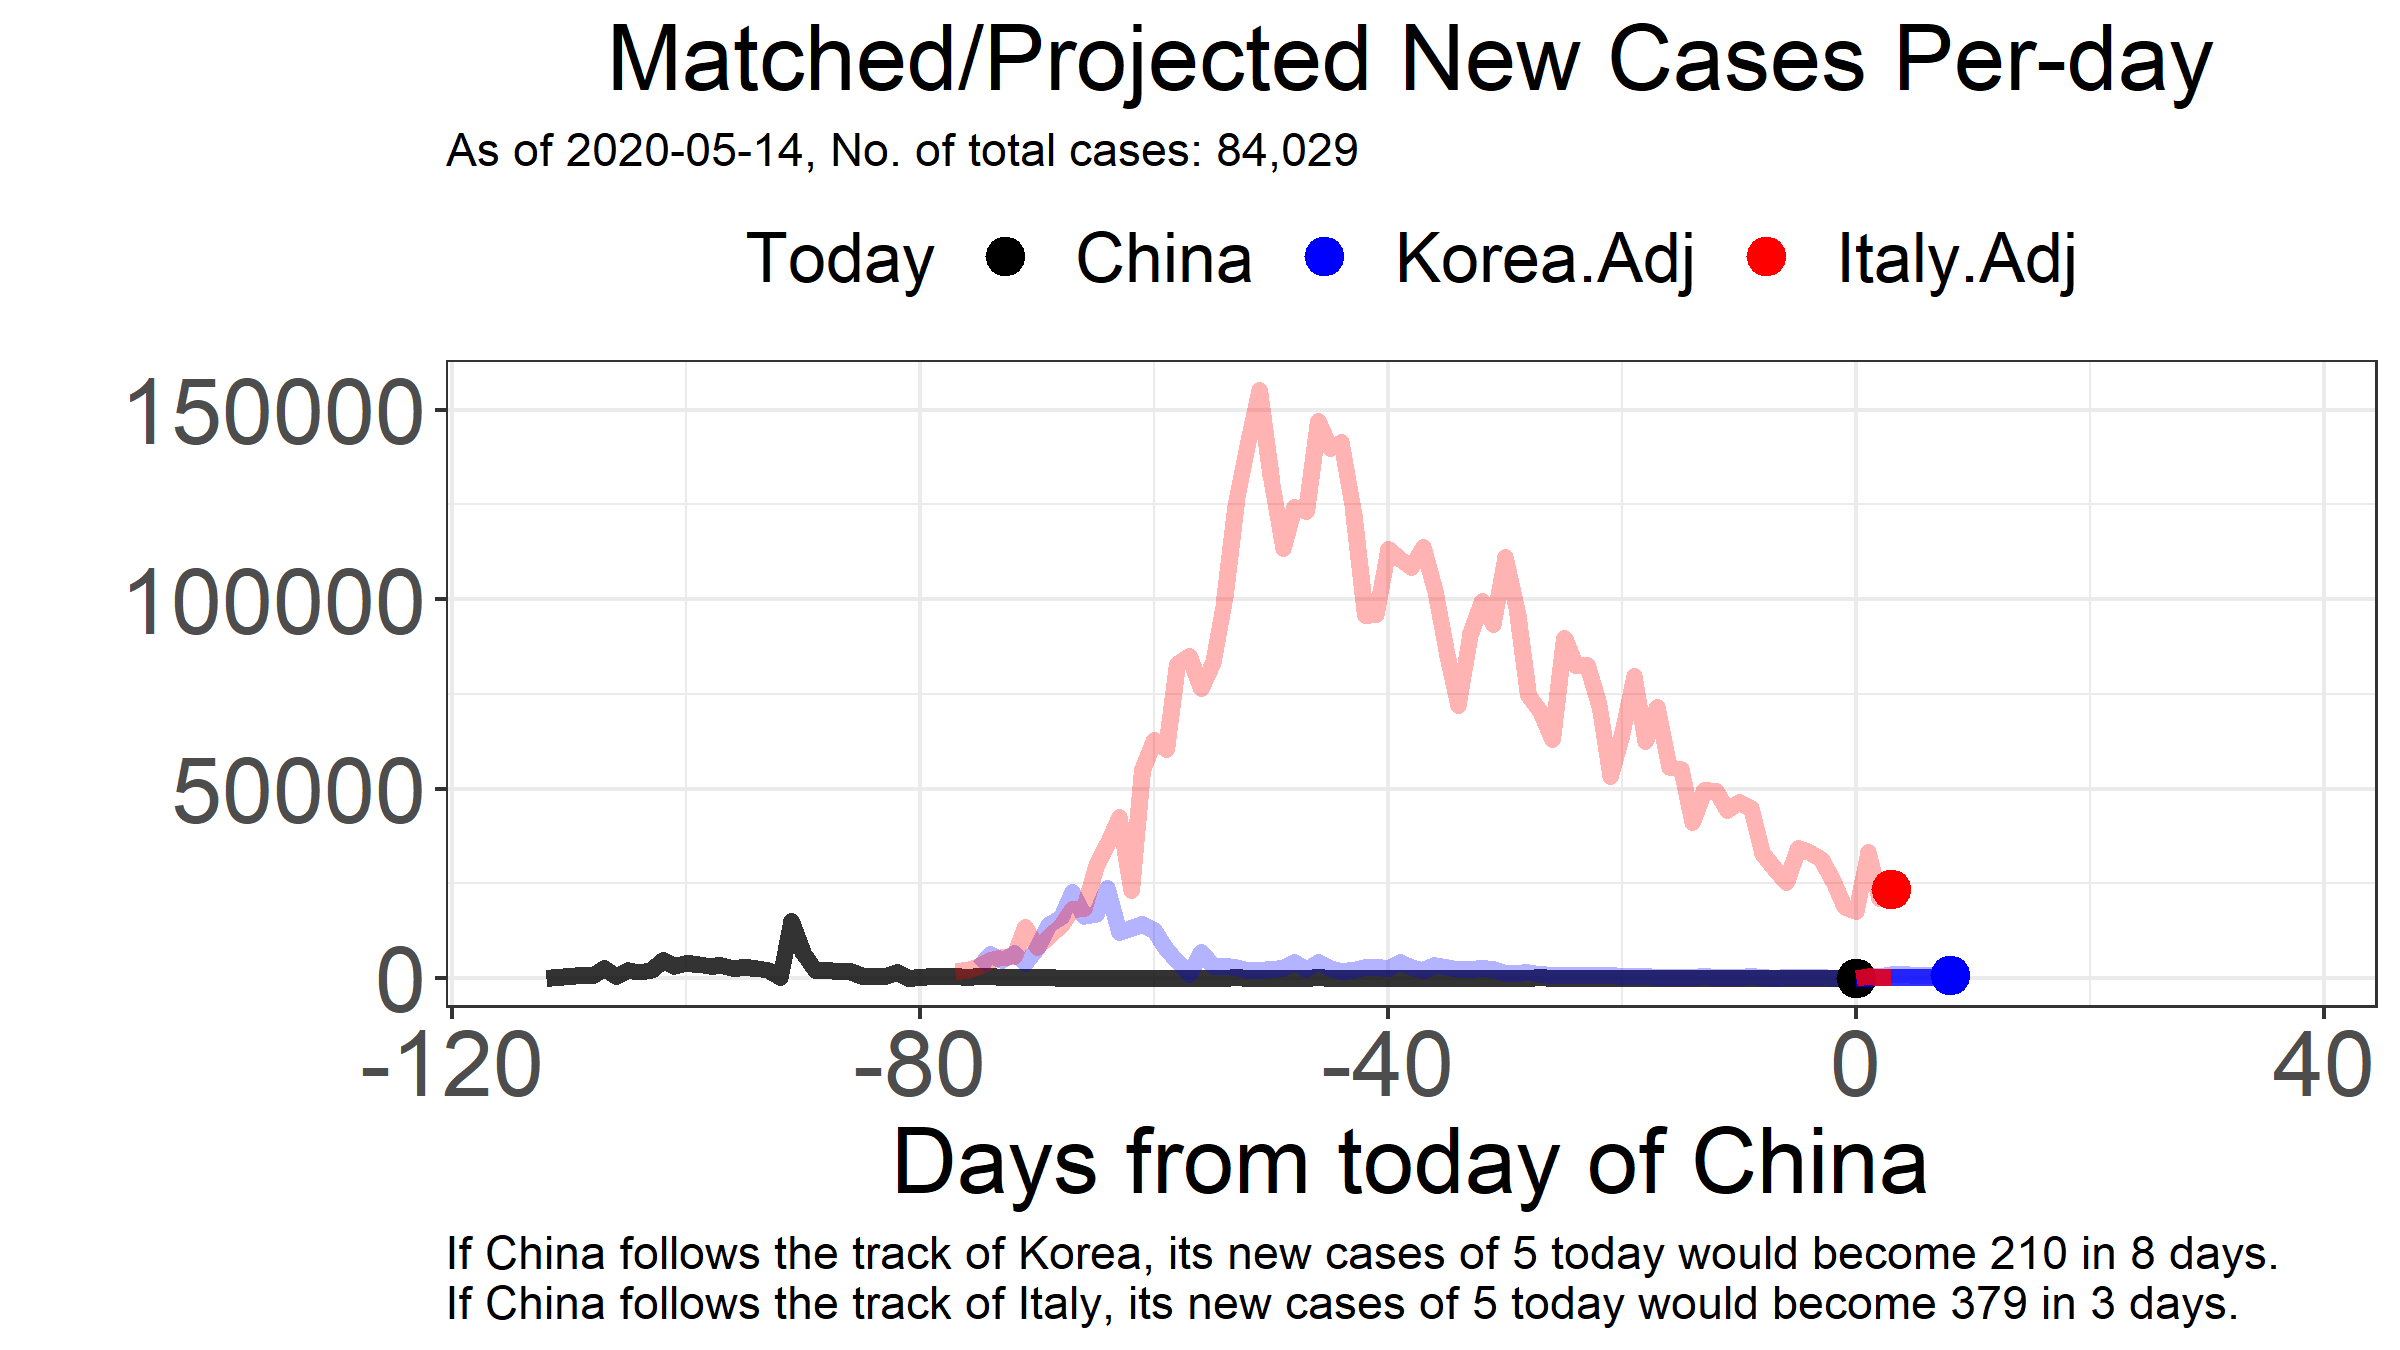 Matched/Projected New Cases Per-day
As of 2020-05-14, No. of total cases: 84,029
Today China Korea.Adj Italy.Adj
150000
100000
50000
0
-120 -80 -40 0 40
Days from today of China
If China follows the track of Korea, its new cases of 5 today would become 210 in 8 days.
If China follows the track of Italy, its new cases of 5 today would become 379 in 3 days.